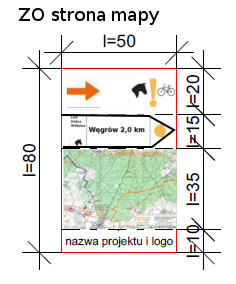 ZO strona mapy
l=50
l=20
Węgrów 2,0 km
l=15
l=80
l=35
nazwa projektu i logo
l=10